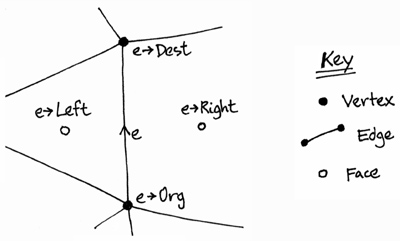 e→Dest
e→Left
e→Right
e
e→Org
Key
Vertex
Edge
Face